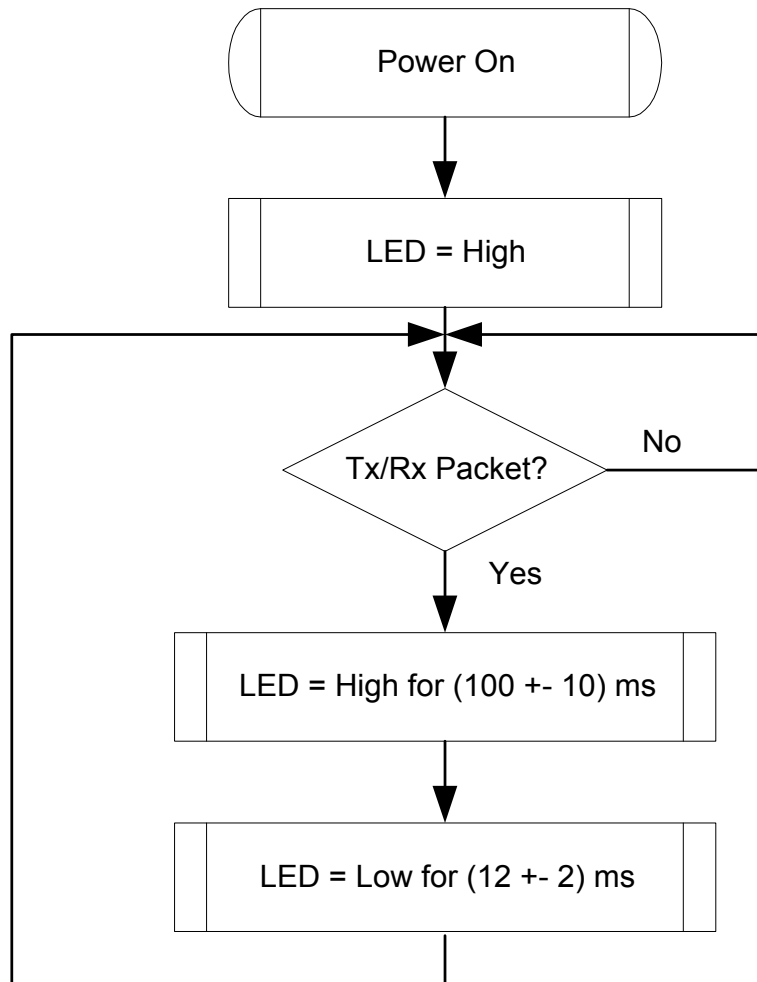 Power On
LED = High
Tx/Rx Packet?
No
Yes
LED = High for (100 +- 10) ms
LED = Low for (12 +- 2) ms